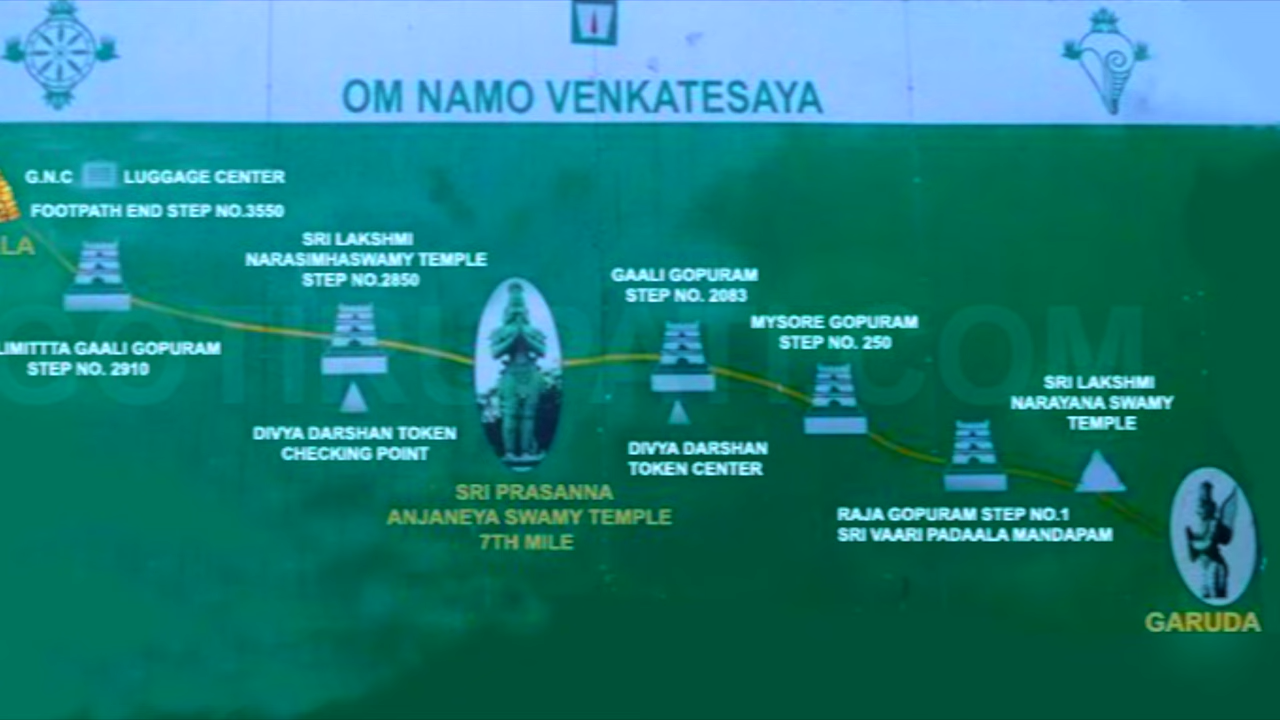 OM NAMO VENKATESAYA
G.N.C LUGGAGE CENTER
FOOTPATH END STEP NO.3550
LA
LIMITTTA GAALI GOPURAM
STEP NO. 2910
SRI LAKSHMI
NARASIMHASWAMY TEMPLE
STEP NO.2850
DIVYA DARSHAN TOKEN
CHECKING POINT
SRI PRASANNA
ANJANEYA SWAMY TEMPLE
7TH MILE
GAALI GOPURAM
STEP NO. 2083
DIVYA DARSHAN
TOKEN CENTER
MYSORE GOPURAM
STEP NO. 250
RAJA GOPURAM STEP NO.1
SRI VAARI PADAALA MANDAPAM
SRI LAKSHMI
NARAYANA SWAMY
TEMPLE
GARUDA
GOTIRUPATI.COM